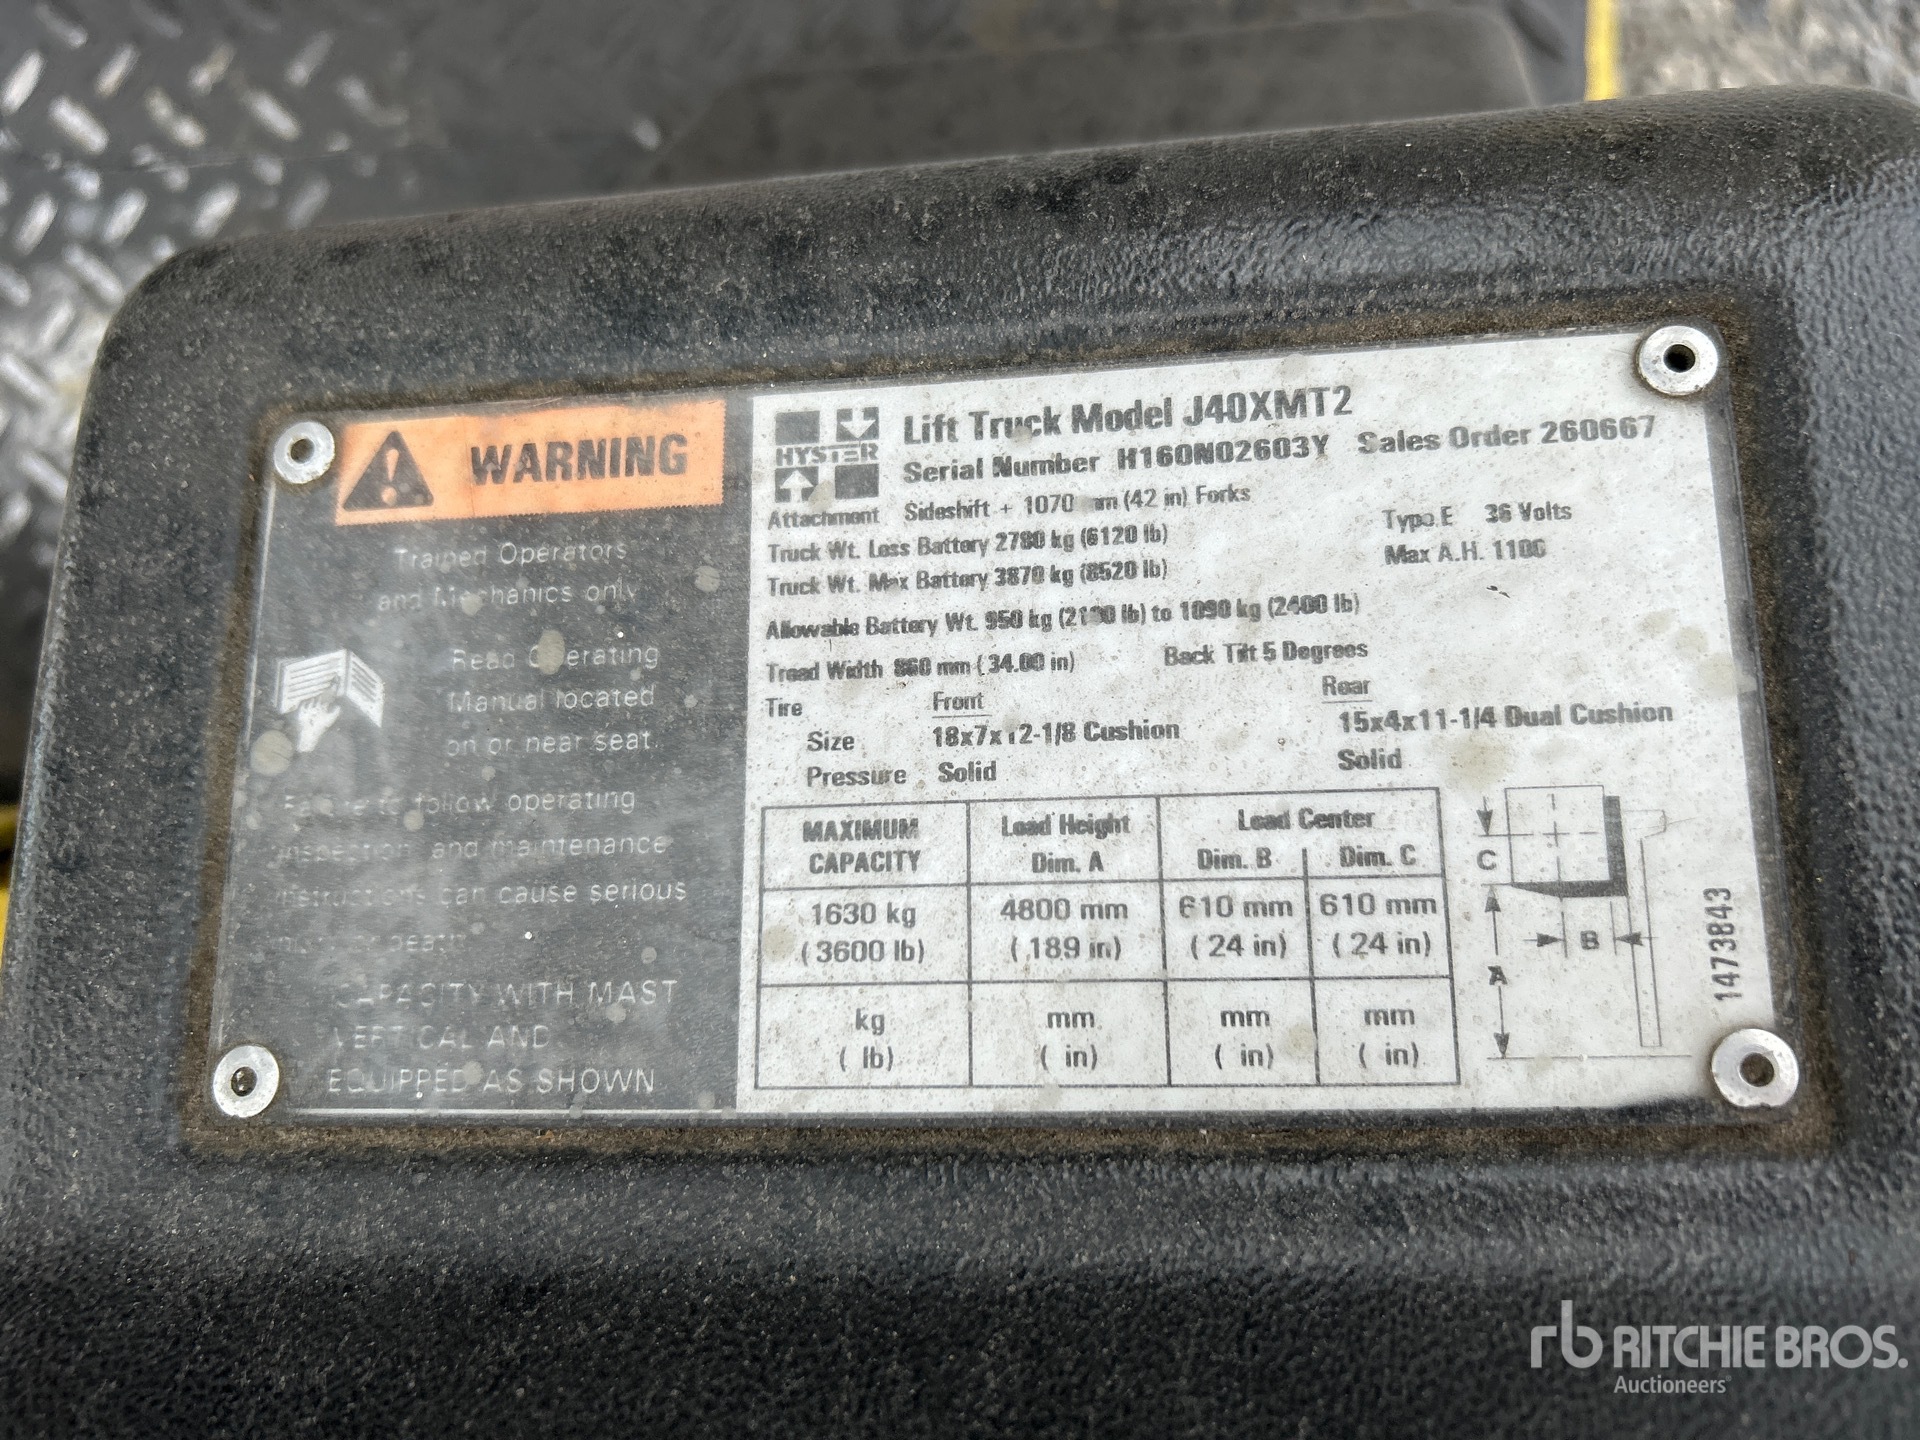 WARNING
Trained Operators
and Mechanics only
Read Operating
Manual located
on or near seat.
Failure to follow operating
inspection and maintenance
instructions can cause serious
injury or death
CAPACITY WITH MAST
VERTICAL AND
EQUIPPED AS SHOWN
HYSTER
Lift Truck Model J40XMT2
Serial Number H160N02603Y Sales Order 260667
Attachment Sideshift + 1070 mm (42 in) Forks
Type E 36 Volts
Truck Wt. Less Battery 2780 kg (6120 lb)
Max A.H. 1100
Truck Wt. Max Battery 3870 kg (8520 lb)
Allowable Battery Wt. 950 kg (2100 lb) to 1090 kg (2400 lb)
Tread Width 860 mm (34.00 in) Back Tilt 5 Degrees
Tire Front Rear
Size 18x7x12-1/8 Cushion 15x4x11-1/4 Dual Cushion
Pressure Solid Solid
MAXIMUM CAPACITY
Load Height Dim. A
Load Center
Dim. B Dim. C
1630 kg 4800 mm 610 mm 610 mm
(3600 lb) (189 in) (24 in) (24 in)
kg mm mm mm
( lb) ( in) ( in) ( in)
C
B
A
1473843
rb RITCHIE BROS.
Auctioneers